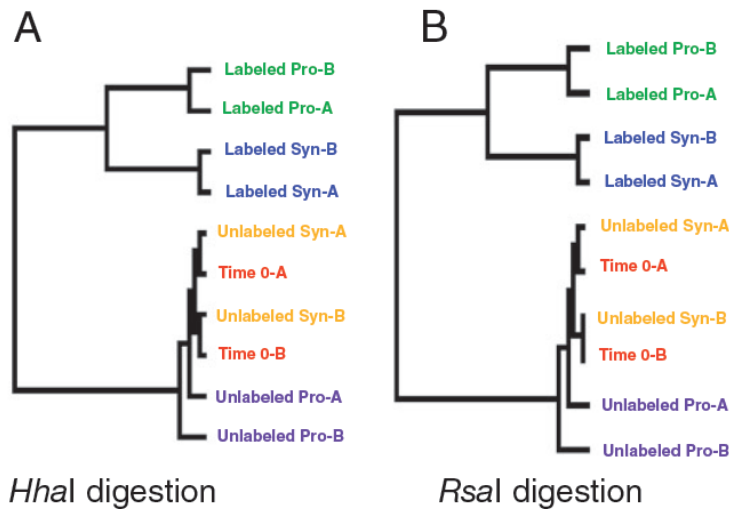 A
Labeled Pro-B
Labeled Pro-A
Labeled Syn-B
Labeled Syn-A
Unlabeled Syn-A
Time 0-A
Unlabeled Syn-B
Time 0-B
Unlabeled Pro-A
Unlabeled Pro-B
HhaI digestion
B
Labeled Pro-B
Labeled Pro-A
Labeled Syn-B
Labeled Syn-A
Unlabeled Syn-A
Time 0-A
Unlabeled Syn-B
Time 0-B
Unlabeled Pro-A
Unlabeled Pro-B
RsaI digestion